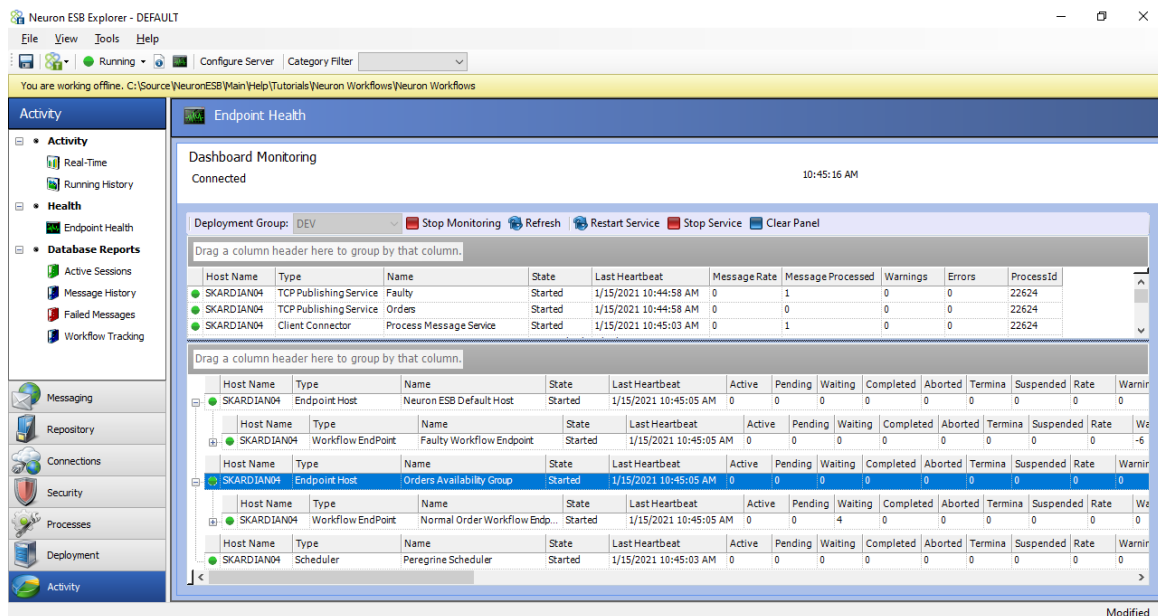 Neuron ESB Explorer - DEFAULT
File View Tools Help
Running Configure Server Category Filter
You are working offline. C:\Source\NeuronESB\Main\Help\Tutorials\Neuron Workflows\Neuron Workflows
Activity
Activity
Real-Time
Running History
Health
Endpoint Health
Database Reports
Active Sessions
Message History
Failed Messages
Workflow Tracking
Messaging
Repository
Connections
Security
Processes
Deployment
Activity
Endpoint Health
Dashboard Monitoring
Connected 10:45:16 AM
Deployment Group: DEV Stop Monitoring Refresh Restart Service Stop Service Clear Panel
Drag a column header here to group by that column.
Host Name Type Name State Last Heartbeat Message Rate Message Processed Warnings Errors ProcessId
SKARDIAN04 TCP Publishing Service Faulty Started 1/15/2021 10:44:58 AM 0 1 0 0 22624
SKARDIAN04 TCP Publishing Service Orders Started 1/15/2021 10:44:58 AM 0 0 0 0 22624
SKARDIAN04 Client Connector Process Message Service Started 1/15/2021 10:45:03 AM 0 1 0 0 22624
Drag a column header here to group by that column.
Host Name Type Name State Last Heartbeat Active Pending Waiting Completed Aborted Termina Suspended Rate Warnin
SKARDIAN04 Endpoint Host Neuron ESB Default Host Started 1/15/2021 10:45:05 AM 0 0 0 0 0 0 0 0 0
Host Name Type Name State Last Heartbeat Active Pending Waiting Completed Aborted Termina Suspended Rate Wa
SKARDIAN04 Workflow EndPoint Faulty Workflow Endpoint Started 1/15/2021 10:45:05 AM 0 0 0 0 0 0 0 0 -6
Host Name Type Name State Last Heartbeat Active Pending Waiting Completed Aborted Termina Suspended Rate Warnin
SKARDIAN04 Endpoint Host Orders Availability Group Started 1/15/2021 10:45:05 AM 0 0 0 0 0 0 0 0 0
Host Name Type Name State Last Heartbeat Active Pending Waiting Completed Aborted Termina Suspended Rate Wa
SKARDIAN04 Workflow EndPoint Normal Order Workflow Endp... Started 1/15/2021 10:45:05 AM 0 0 4 0 0 0 0 0 0
Host Name Type Name State Last Heartbeat Active Pending Waiting Completed Aborted Termina Suspended Rate Warnin
SKARDIAN04 Scheduler Peregrine Scheduler Started 1/15/2021 10:45:03 AM 0 0 0 0 0 0 0 0 0
Modified